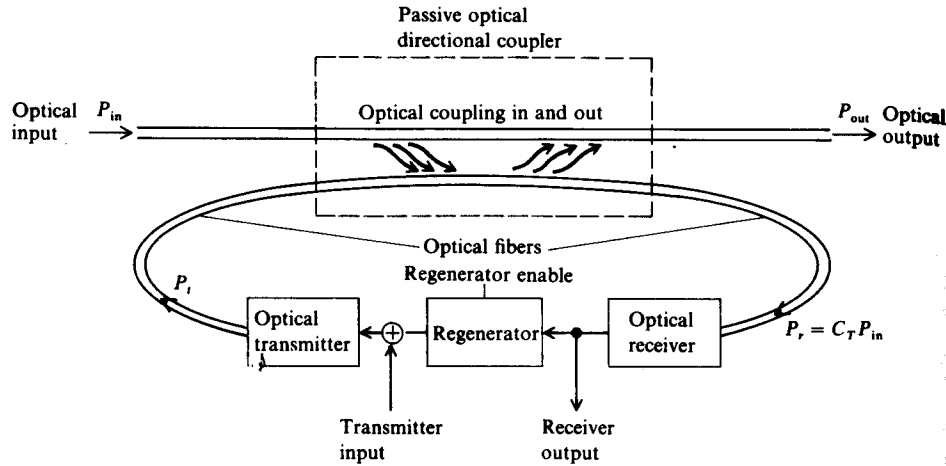 Passive optical
directional coupler
Optical
input
P_in
Optical coupling in and out
P_out
Optical
output
Optical fibers
Regenerator enable
P_t
Optical
transmitter
+
Regenerator
Optical
receiver
P_r = C_T P_in
Transmitter
input
Receiver
output